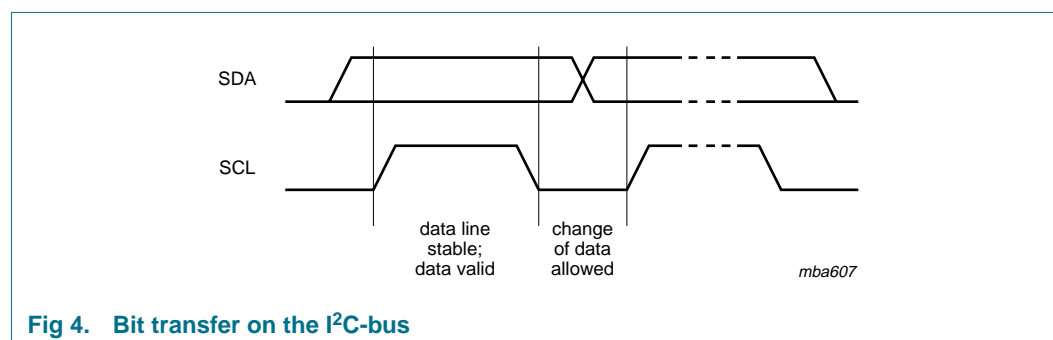 SDA
SCL
data line
stable;
data valid
change
of data
allowed
mba607
Fig 4. Bit transfer on the I²C-bus